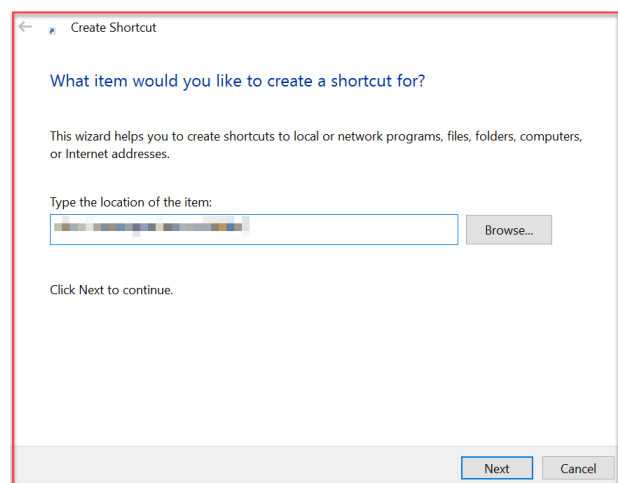 Create Shortcut
What item would you like to create a shortcut for?
This wizard helps you to create shortcuts to local or network programs, files, folders, computers,
or Internet addresses.
Type the location of the item:
Browse...
Click Next to continue.
Next Cancel